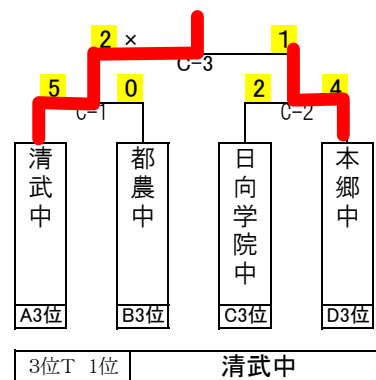 2 × 1
C-3
5 0 2 4
C-1 C-2
清武中
都農中
日向学院中
本郷中
A3位 B3位 C3位 D3位
3位T 1位 清武中